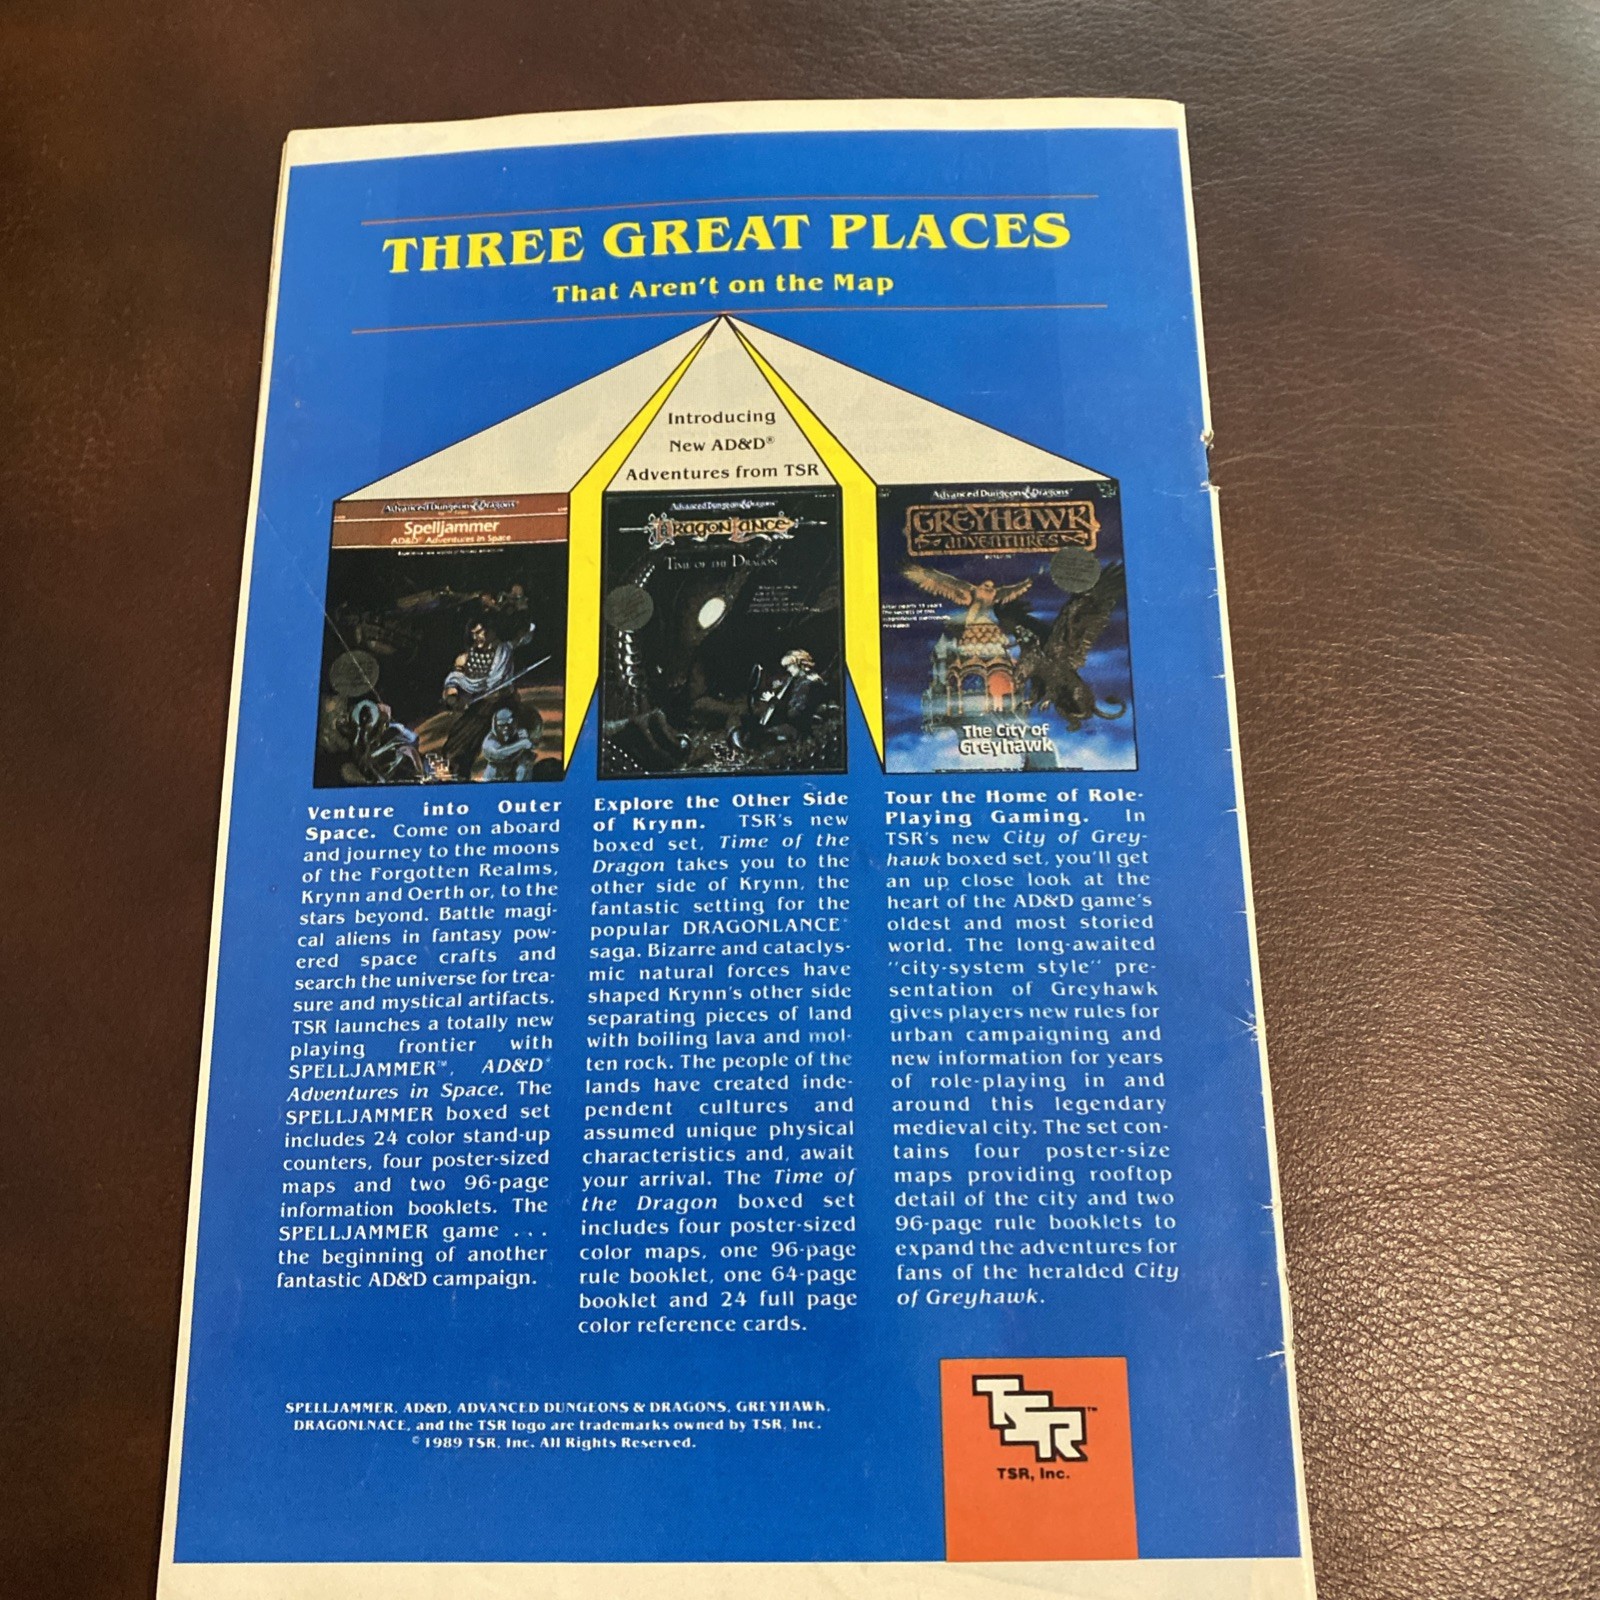 THREE GREAT PLACES
That Aren't on the Map
Introducing
New AD&D®
Adventures from TSR
Advanced Dungeons & Dragons
Spelljammer
AD&D Adventures in Space
Advanced Dungeons & Dragons
DRAGONLANCE
TIME OF THE DRAGON
Advanced Dungeons & Dragons
GREYHAWK
ADVENTURES
The City of
Greyhawk
Venture into Outer
Space. Come on aboard
and journey to the moons
of the Forgotten Realms,
Krynn and Oerth or, to the
stars beyond. Battle magi-
cal aliens in fantasy pow-
ered space crafts and
search the universe for trea-
sure and mystical artifacts.
TSR launches a totally new
playing frontier with
SPELLJAMMER™, AD&D®
Adventures in Space. The
SPELLJAMMER boxed set
includes 24 color stand-up
counters, four poster-sized
maps and two 96-page
information booklets. The
SPELLJAMMER game . . .
the beginning of another
fantastic AD&D campaign.
Explore the Other Side
of Krynn. TSR's new
boxed set, Time of the
Dragon takes you to the
other side of Krynn, the
fantastic setting for the
popular DRAGONLANCE®
saga. Bizarre and cataclys-
mic natural forces have
shaped Krynn's other side
separating pieces of land
with boiling lava and mol-
ten rock. The people of the
lands have created inde-
pendent cultures and
assumed unique physical
characteristics and, await
your arrival. The Time of
the Dragon boxed set
includes four poster-sized
color maps, one 96-page
rule booklet, one 64-page
booklet and 24 full page
color reference cards.
Tour the Home of Role-
Playing Gaming. In
TSR's new City of Grey-
hawk boxed set, you'll get
an up close look at the
heart of the AD&D game's
oldest and most storied
world. The long-awaited
"city-system style" pre-
sentation of Greyhawk
gives players new rules for
urban campaigning and
new information for years
of role-playing in and
around this legendary
medieval city. The set con-
tains four poster-size
maps providing rooftop
detail of the city and two
96-page rule booklets to
expand the adventures for
fans of the heralded City
of Greyhawk.
SPELLJAMMER, AD&D, ADVANCED DUNGEONS & DRAGONS, GREYHAWK,
DRAGONLNACE, and the TSR logo are trademarks owned by TSR, Inc.
© 1989 TSR, Inc. All Rights Reserved.
TSR™
TSR, Inc.